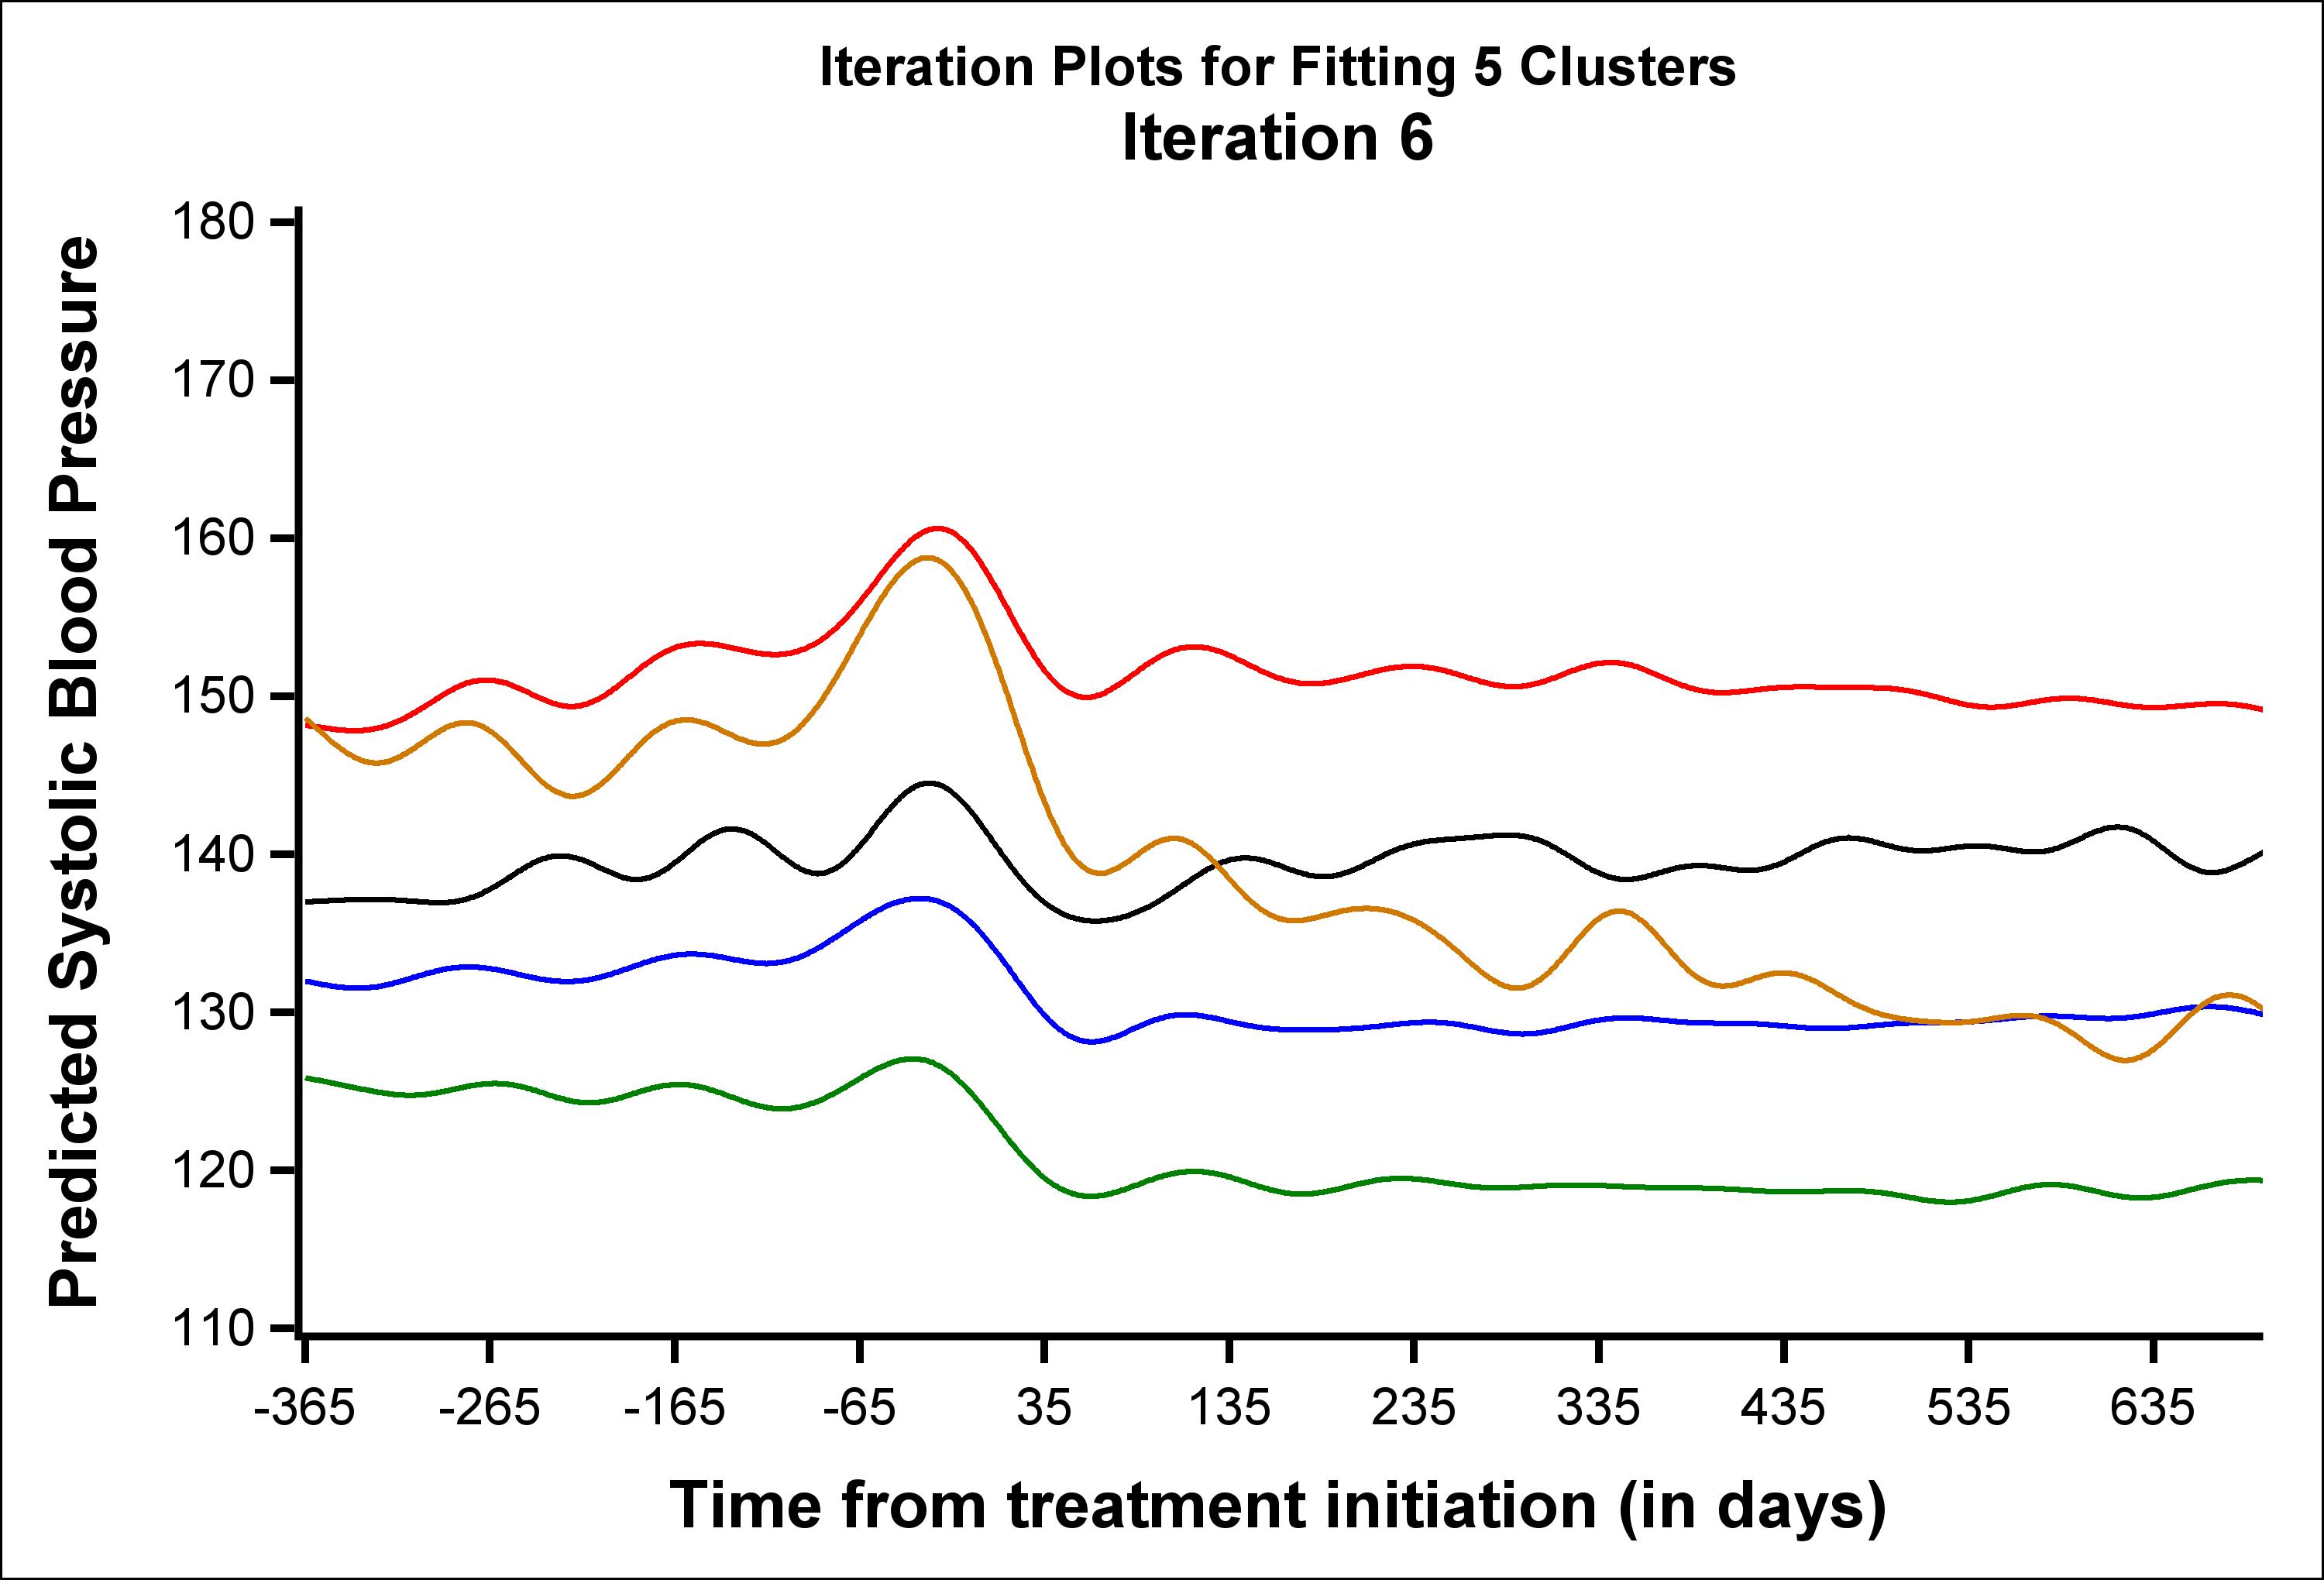 Iteration Plots for Fitting 5 Clusters
Iteration 6
Predicted Systolic Blood Pressure
180
170
160
150
140
130
120
110
-365 -265 -165 -65 35 135 235 335 435 535 635
Time from treatment initiation (in days)